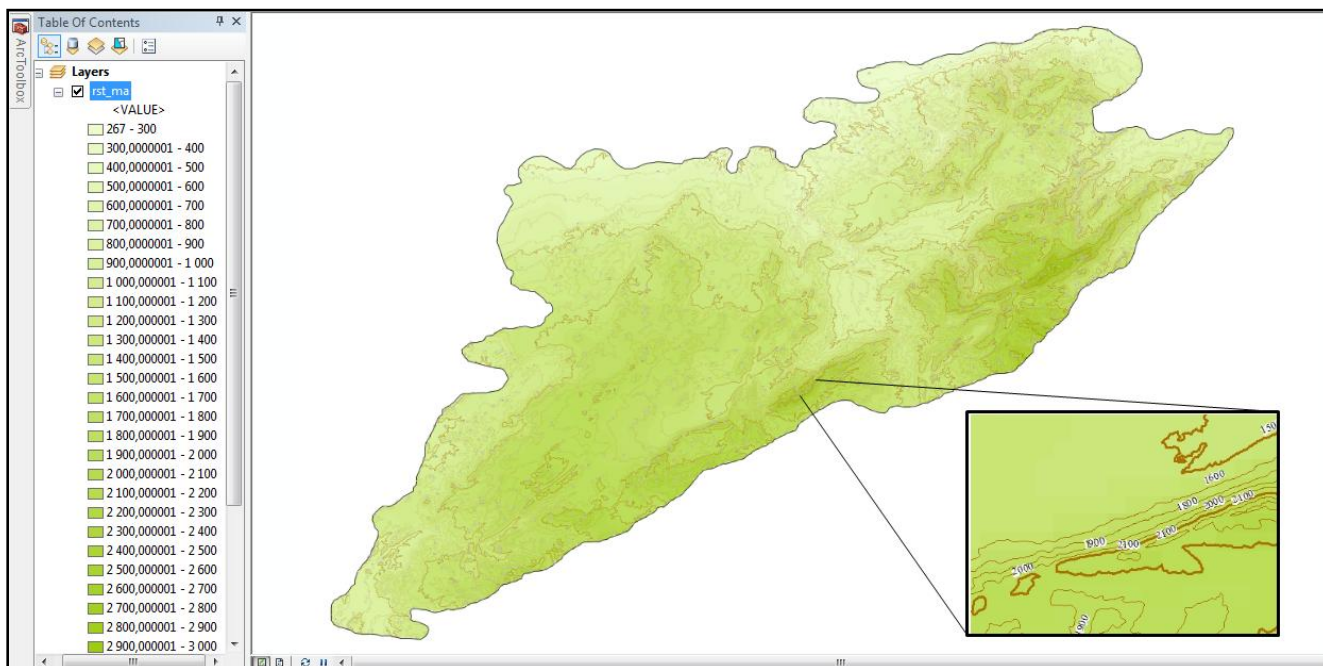 Table Of Contents
ArcToolbox
Layers
rst_ma
<VALUE>
267 - 300
300,0000001 - 400
400,0000001 - 500
500,0000001 - 600
600,0000001 - 700
700,0000001 - 800
800,0000001 - 900
900,0000001 - 1 000
1 000,000001 - 1 100
1 100,000001 - 1 200
1 200,000001 - 1 300
1 300,000001 - 1 400
1 400,000001 - 1 500
1 500,000001 - 1 600
1 600,000001 - 1 700
1 700,000001 - 1 800
1 800,000001 - 1 900
1 900,000001 - 2 000
2 000,000001 - 2 100
2 100,000001 - 2 200
2 200,000001 - 2 300
2 300,000001 - 2 400
2 400,000001 - 2 500
2 500,000001 - 2 600
2 600,000001 - 2 700
2 700,000001 - 2 800
2 800,000001 - 2 900
2 900,000001 - 3 000
150
1600
1800
2000
2100
2100
1900
2100
2000
1900